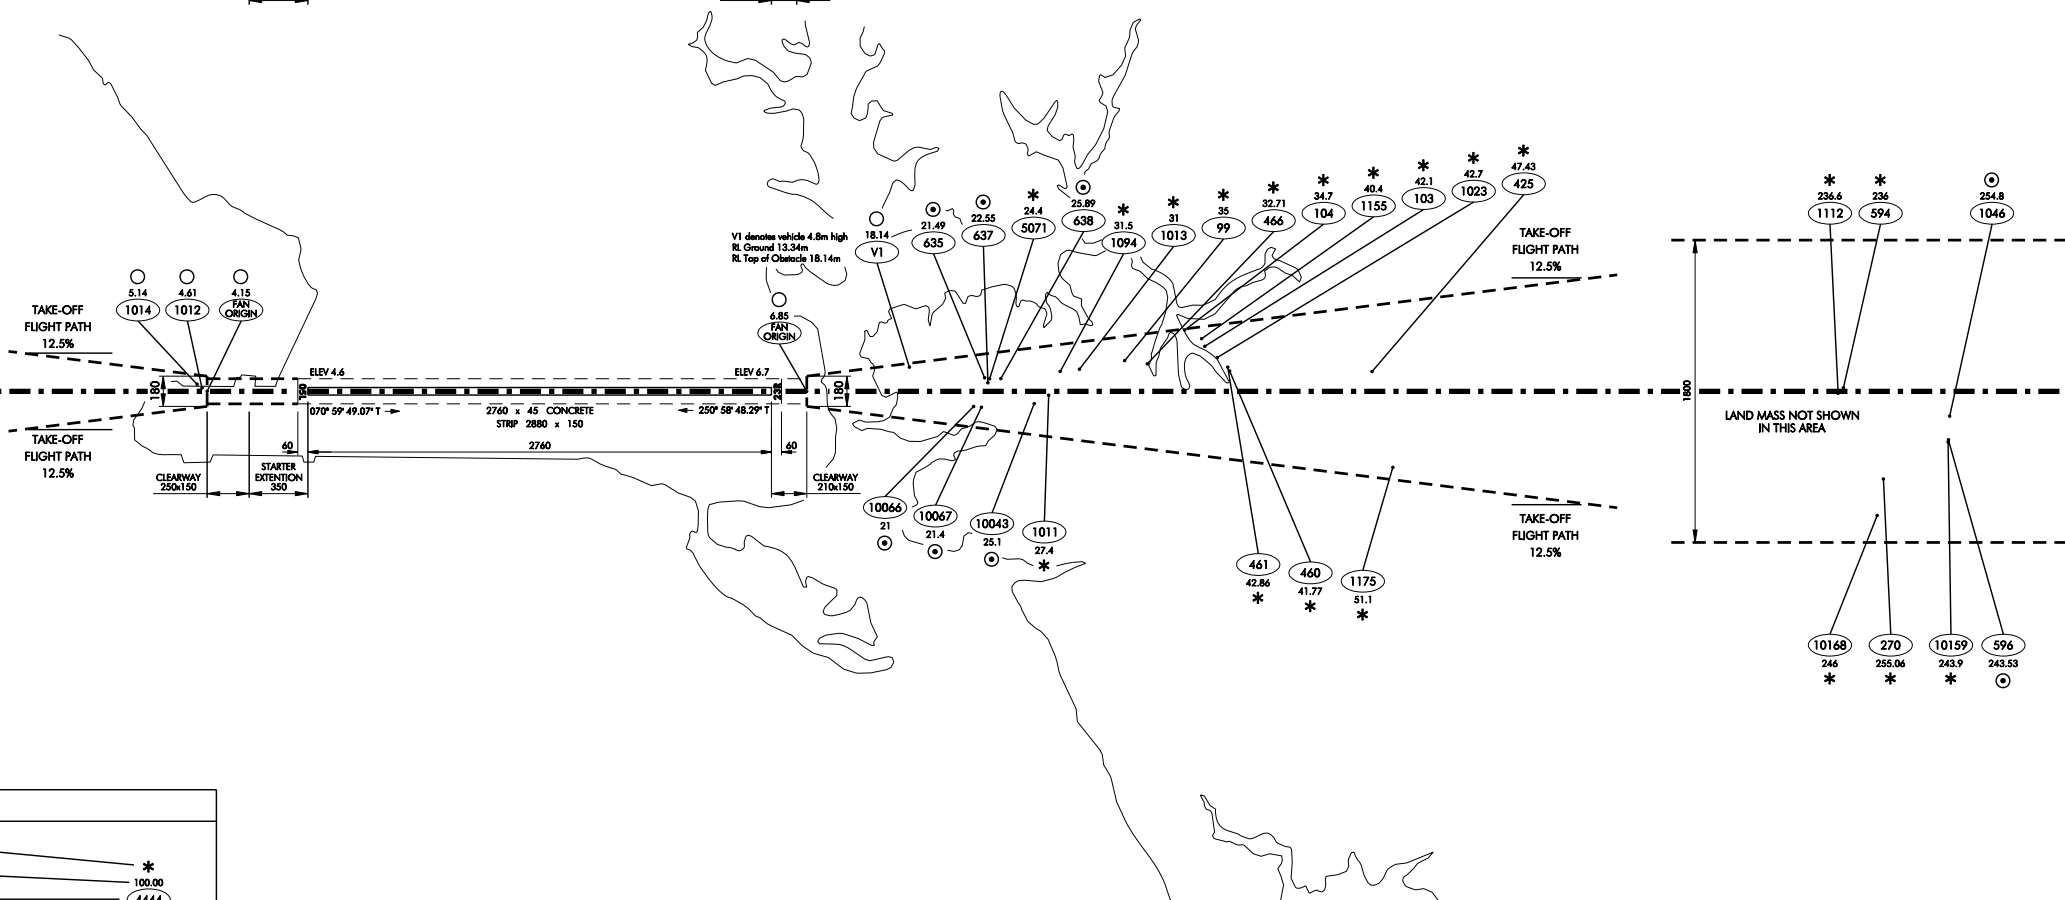 47.43
425
42.7
1023
42.1
103
40.4
1155
34.7
104
32.71
466
35
99
31
1013
31.5
1094
25.89
638
24.4
5071
22.55
637
21.49
635
18.14
V1
V1 denotes vehicle 4.8m high
RL Ground 13.34m
RL Top of Obstacle 18.14m
236.6
1112
236
594
254.8
1046
TAKE-OFF
FLIGHT PATH
12.5%
5.14
1014
4.61
1012
4.15
FAN
ORIGIN
TAKE-OFF
FLIGHT PATH
12.5%
6.85
FAN
ORIGIN
ELEV 4.6
ELEV 6.7
180
05L
23R
180
1800
070° 59' 49.07" T
2760 x 45 CONCRETE
STRIP 2880 x 150
250° 58' 48.29" T
LAND MASS NOT SHOWN
IN THIS AREA
TAKE-OFF
FLIGHT PATH
12.5%
60
2760
60
CLEARWAY
250x150
STARTER
EXTENTION
350
CLEARWAY
210x150
10066
21
10067
21.4
10043
25.1
1011
27.4
TAKE-OFF
FLIGHT PATH
12.5%
461
42.86
460
41.77
1175
51.1
10168
246
270
255.06
10159
243.9
596
243.53
100.00
4444